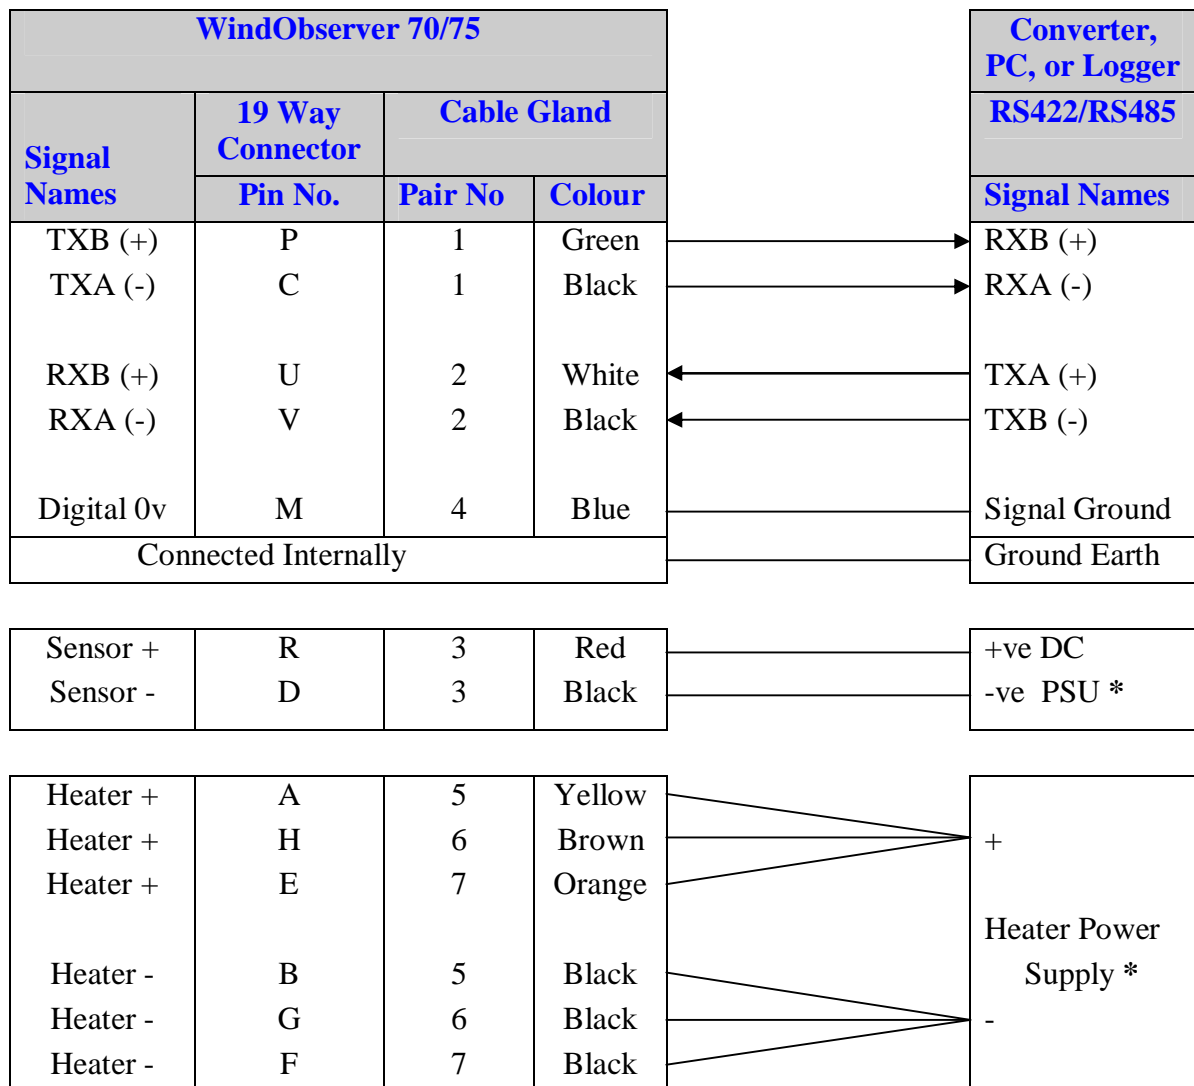 WindObserver 70/75 Converter, PC, or Logger
Signal Names 19 Way Connector Cable Gland RS422/RS485
Pin No. Pair No Colour Signal Names
TXB (+) P 1 Green RXB (+)
TXA (-) C 1 Black RXA (-)
RXB (+) U 2 White TXA (+)
RXA (-) V 2 Black TXB (-)
Digital 0v M 4 Blue Signal Ground
Connected Internally Ground Earth
Sensor + R 3 Red +ve DC
Sensor - D 3 Black -ve PSU *
Heater + A 5 Yellow
Heater + H 6 Brown +
Heater + E 7 Orange
Heater Power
Heater - B 5 Black Supply *
Heater - G 6 Black -
Heater - F 7 Black